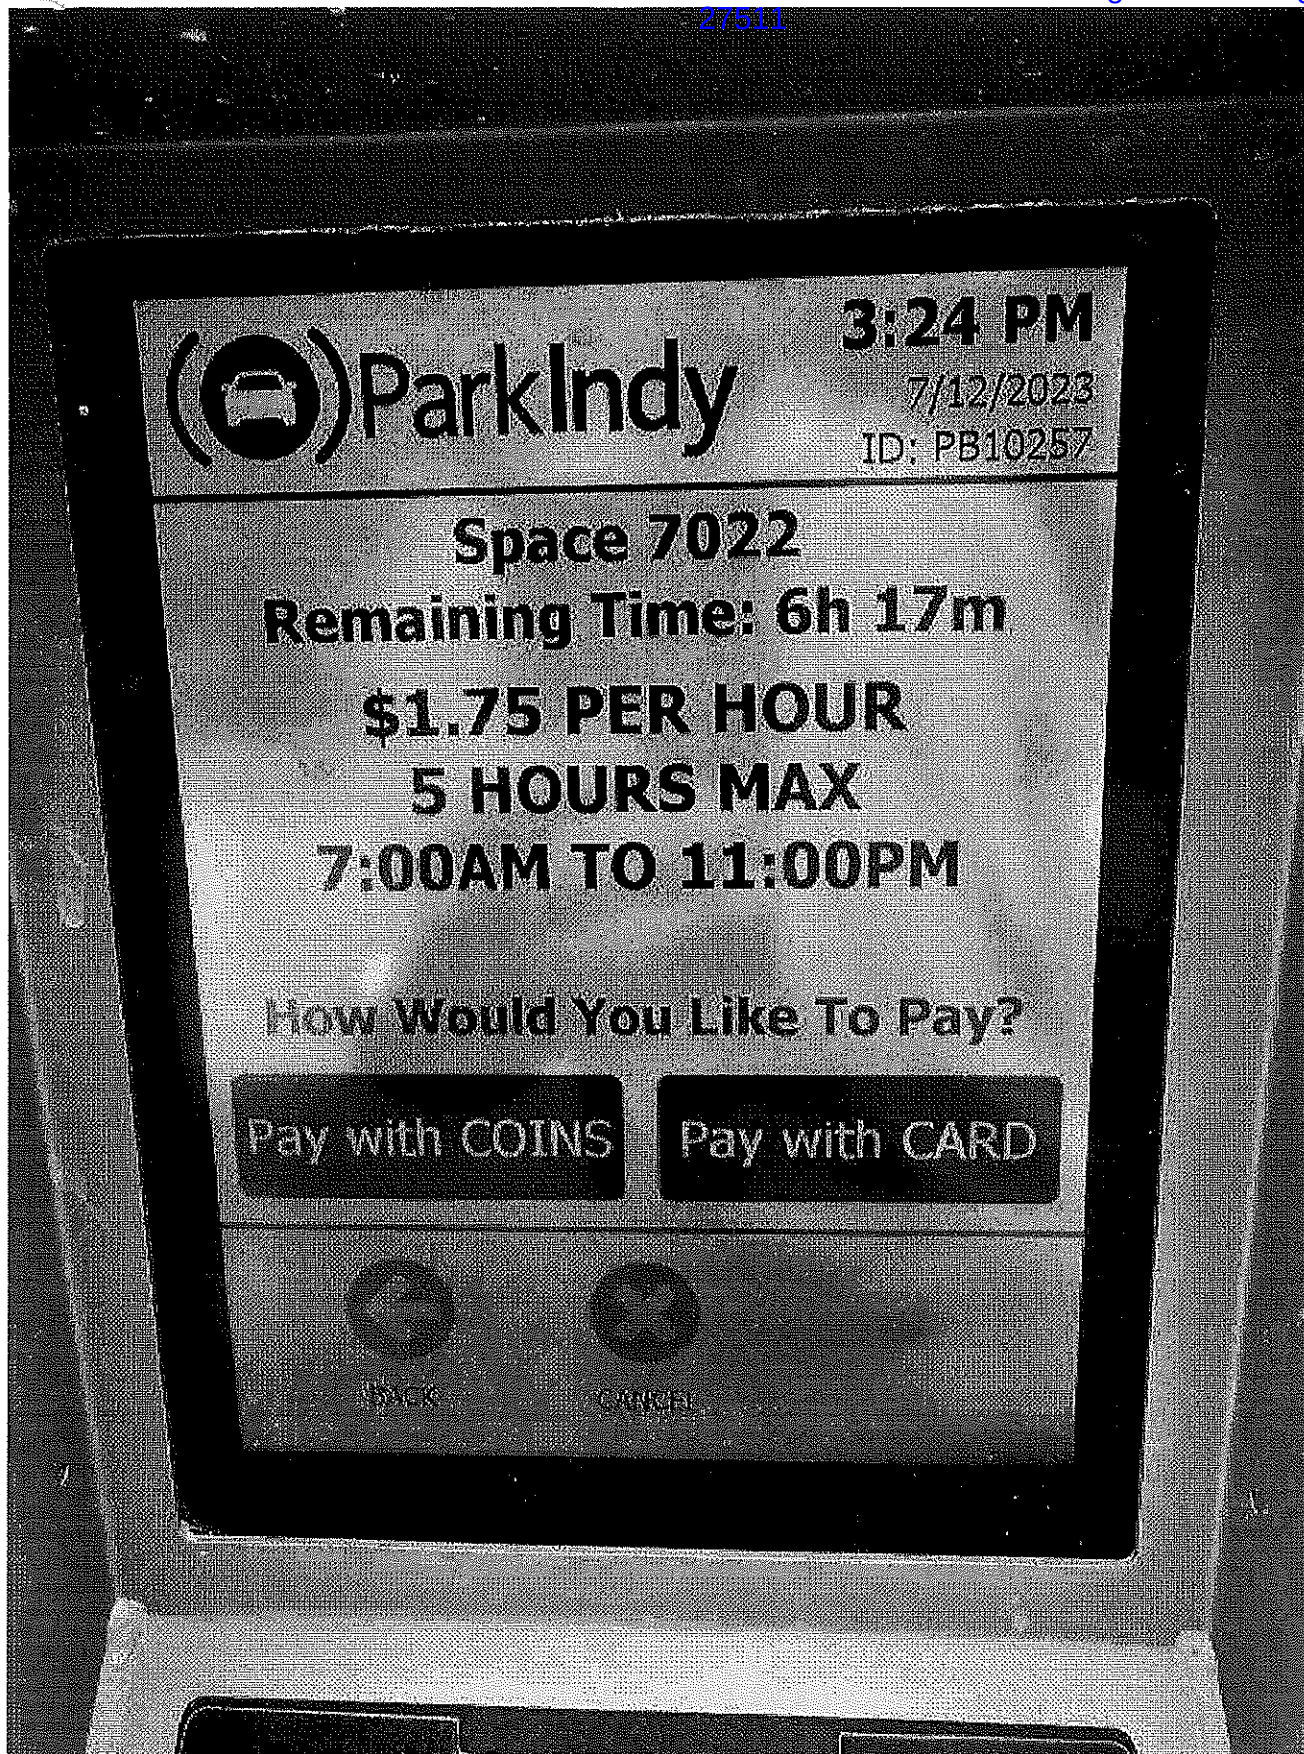 27511
3:24 PM
7/12/2023
ID: PB10257
ParkIndy
Space 7022
Remaining Time: 6h 17m
$1.75 PER HOUR
5 HOURS MAX
7:00AM TO 11:00PM
How Would You Like To Pay?
Pay with COINS
Pay with CARD
BACK
CANCEL